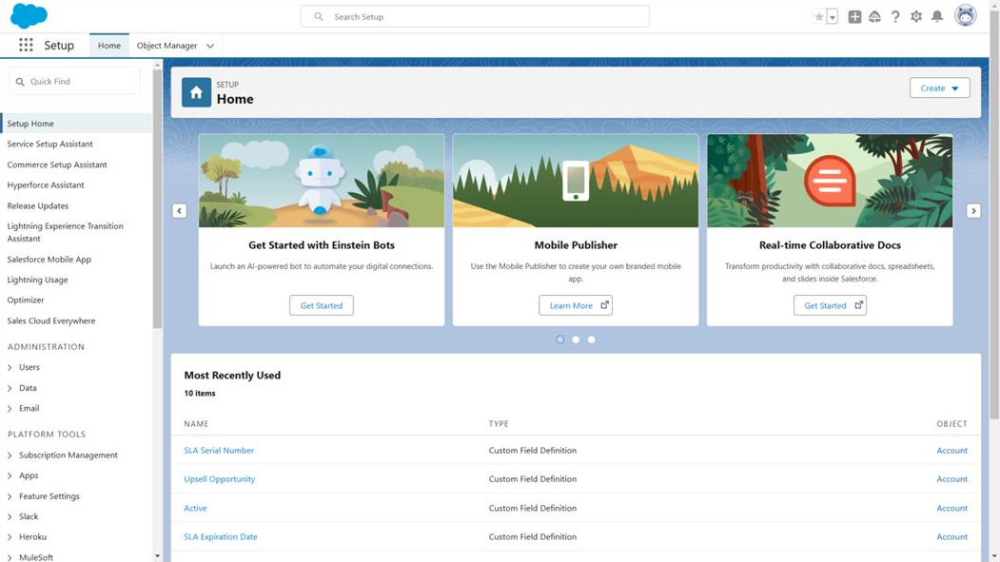 Search Setup
Setup
Home
Object Manager
Quick Find
Setup Home
Service Setup Assistant
Commerce Setup Assistant
Hyperforce Assistant
Release Updates
Lightning Experience Transition
Assistant
Salesforce Mobile App
Lightning Usage
Optimizer
Sales Cloud Everywhere
ADMINISTRATION
Users
Data
Email
PLATFORM TOOLS
Subscription Management
Apps
Feature Settings
Slack
Heroku
MuleSoft
SETUP
Home
Create
Get Started with Einstein Bots
Launch an AI-powered bot to automate your digital connections.
Get Started
Mobile Publisher
Use the Mobile Publisher to create your own branded mobile
app.
Learn More
Real-time Collaborative Docs
Transform productivity with collaborative docs, spreadsheets,
and slides inside Salesforce.
Get Started
Most Recently Used
10 items
NAME TYPE OBJECT
SLA Serial Number Custom Field Definition Account
Upsell Opportunity Custom Field Definition Account
Active Custom Field Definition Account
SLA Expiration Date Custom Field Definition Account